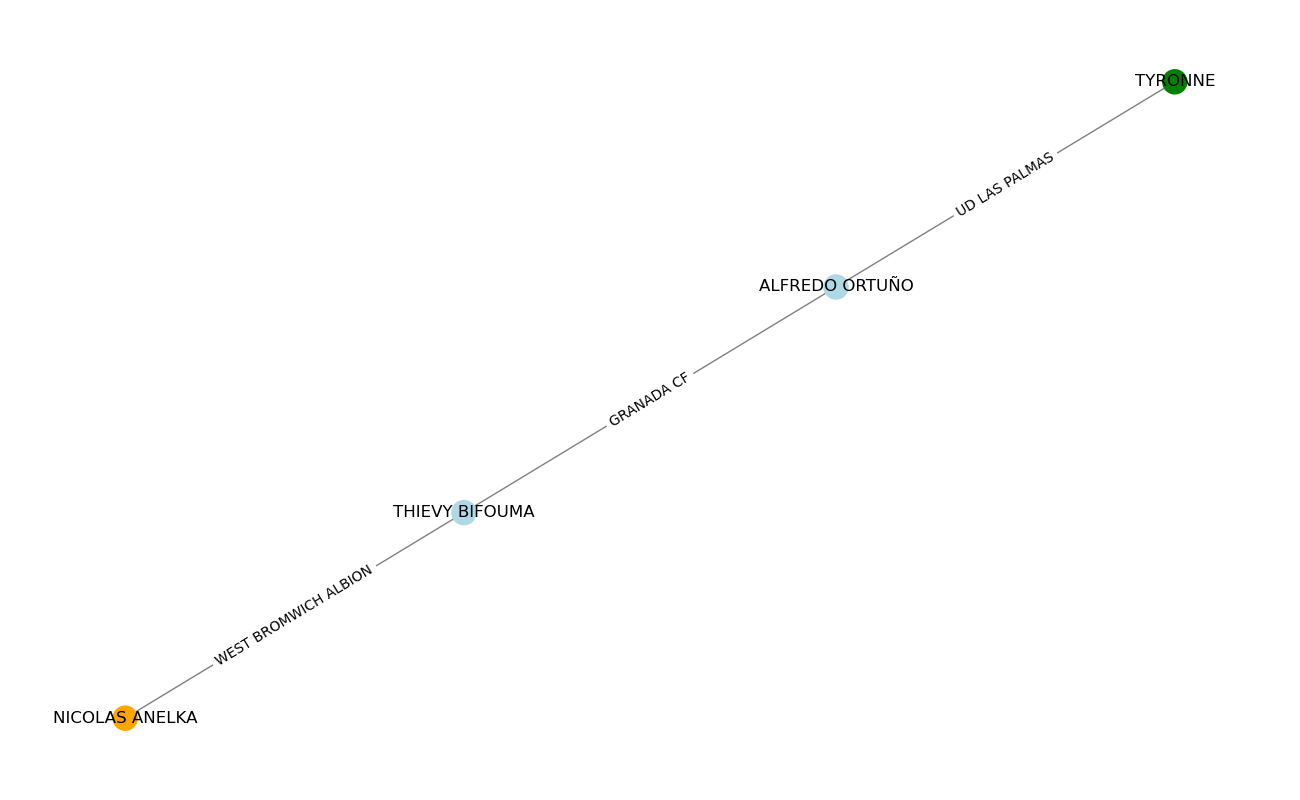 TYRONNE
UD LAS PALMAS
ALFREDO ORTUÑO
GRANADA CF
THIEVY BIFOUMA
WEST BROMWICH ALBION
NICOLAS ANELKA